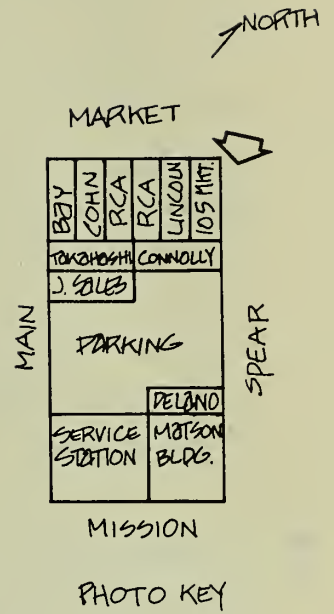 NORTH
MARKET
BAY
COHN
RCA
RCA
LINCOLN
105 MKT.
TAKAHASHI
CONNOLLY
J. SALES
MAIN
PARKING
SPEAR
DELANO
SERVICE
STATION
MATSON
BLDG.
MISSION
PHOTO KEY